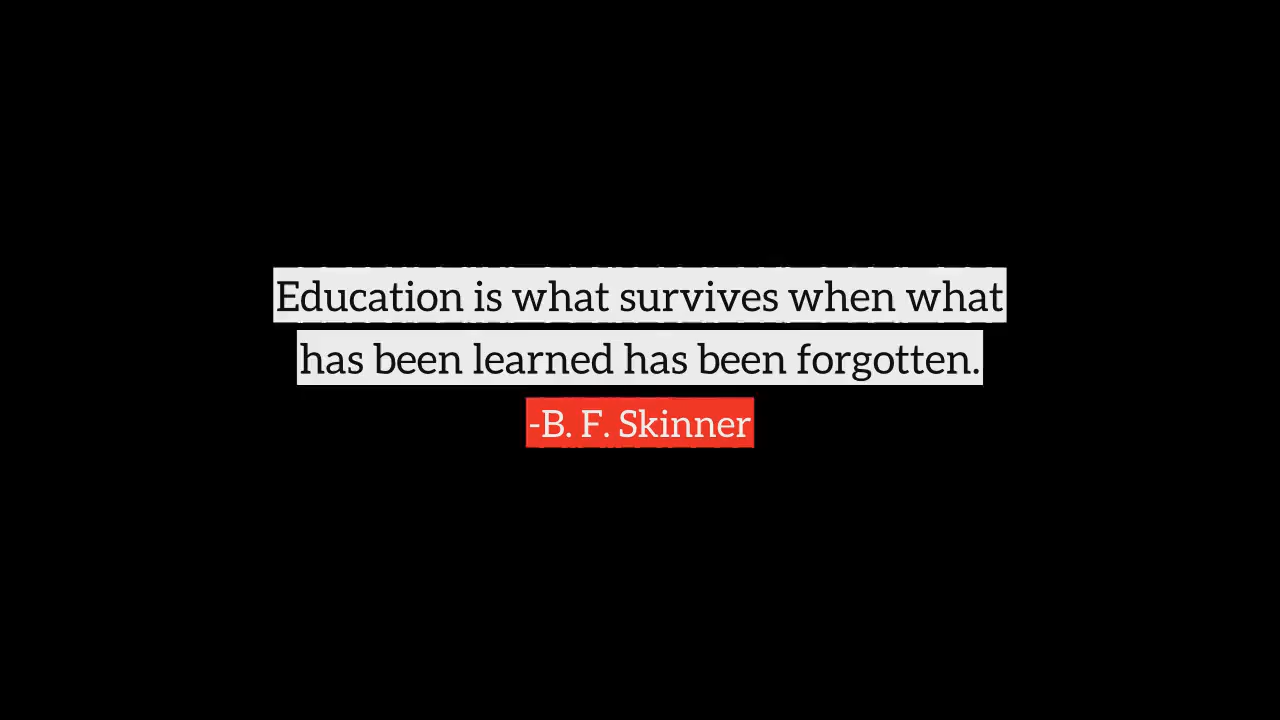 Education is what survives when what
has been learned has been forgotten.
-B. F. Skinner